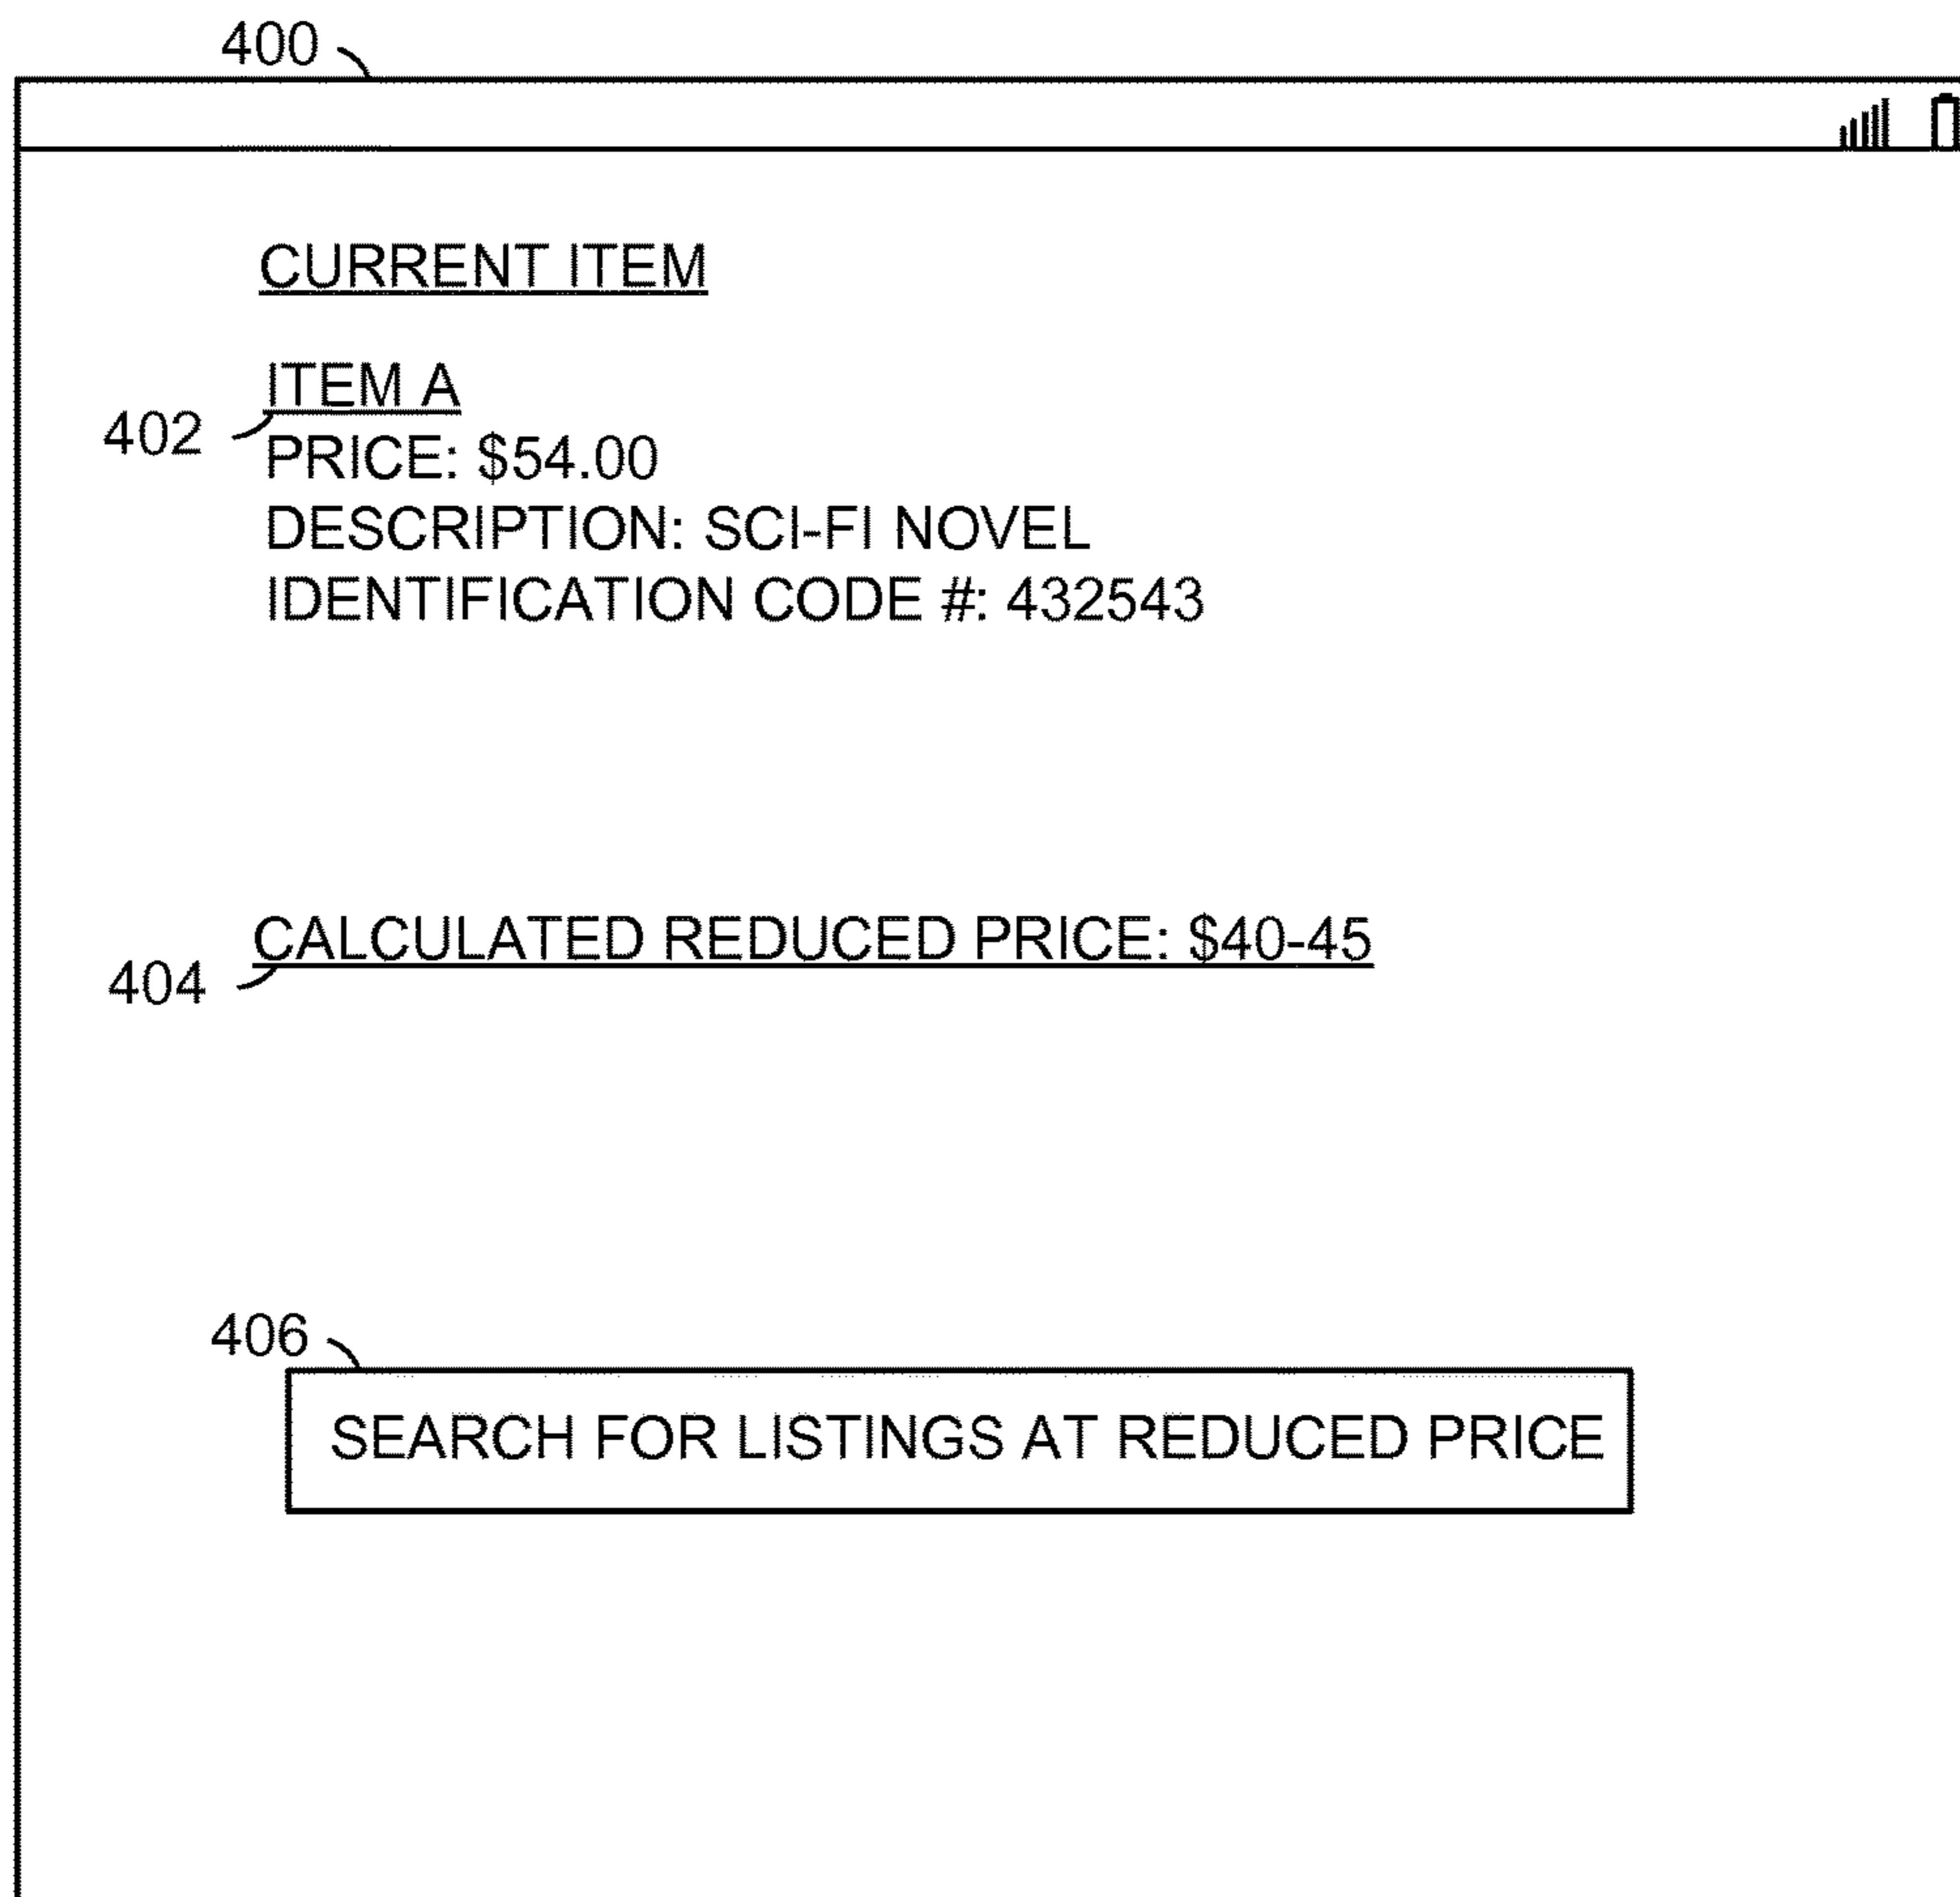 400
CURRENT ITEM
ITEM A
402
PRICE: $54.00
DESCRIPTION: SCI-FI NOVEL
IDENTIFICATION CODE #: 432543
CALCULATED REDUCED PRICE: $40-45
404
406
SEARCH FOR LISTINGS AT REDUCED PRICE